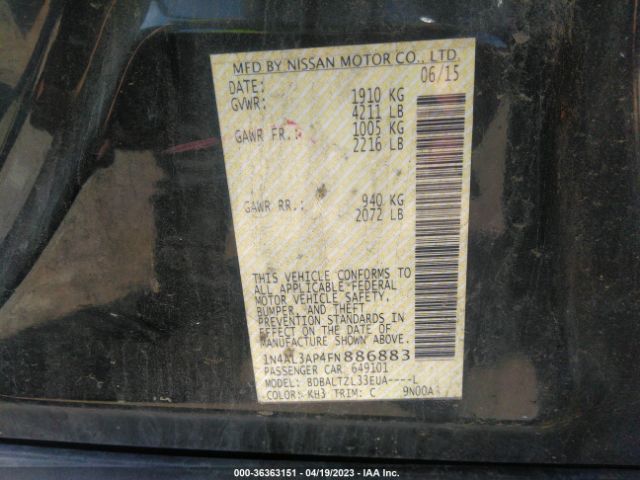 MFD BY NISSAN MOTOR CO., LTD.
DATE: 06/15
GVWR: 1910 KG
4211 LB
GAWR FR.: 1005 KG
2216 LB
GAWR RR.: 940 KG
2072 LB
THIS VEHICLE CONFORMS TO
ALL APPLICABLE FEDERAL
MOTOR VEHICLE SAFETY,
BUMPER, AND THEFT
PREVENTION STANDARDS IN
EFFECT ON THE DATE OF
MANUFACTURE SHOWN ABOVE.
1N4AL3AP4FN886883
PASSENGER CAR 649101
MODEL: BDBALTZL33EUA----L
COLOR: KH3 TRIM: C 9N00A
000-36363151 - 04/19/2023 - IAA Inc.